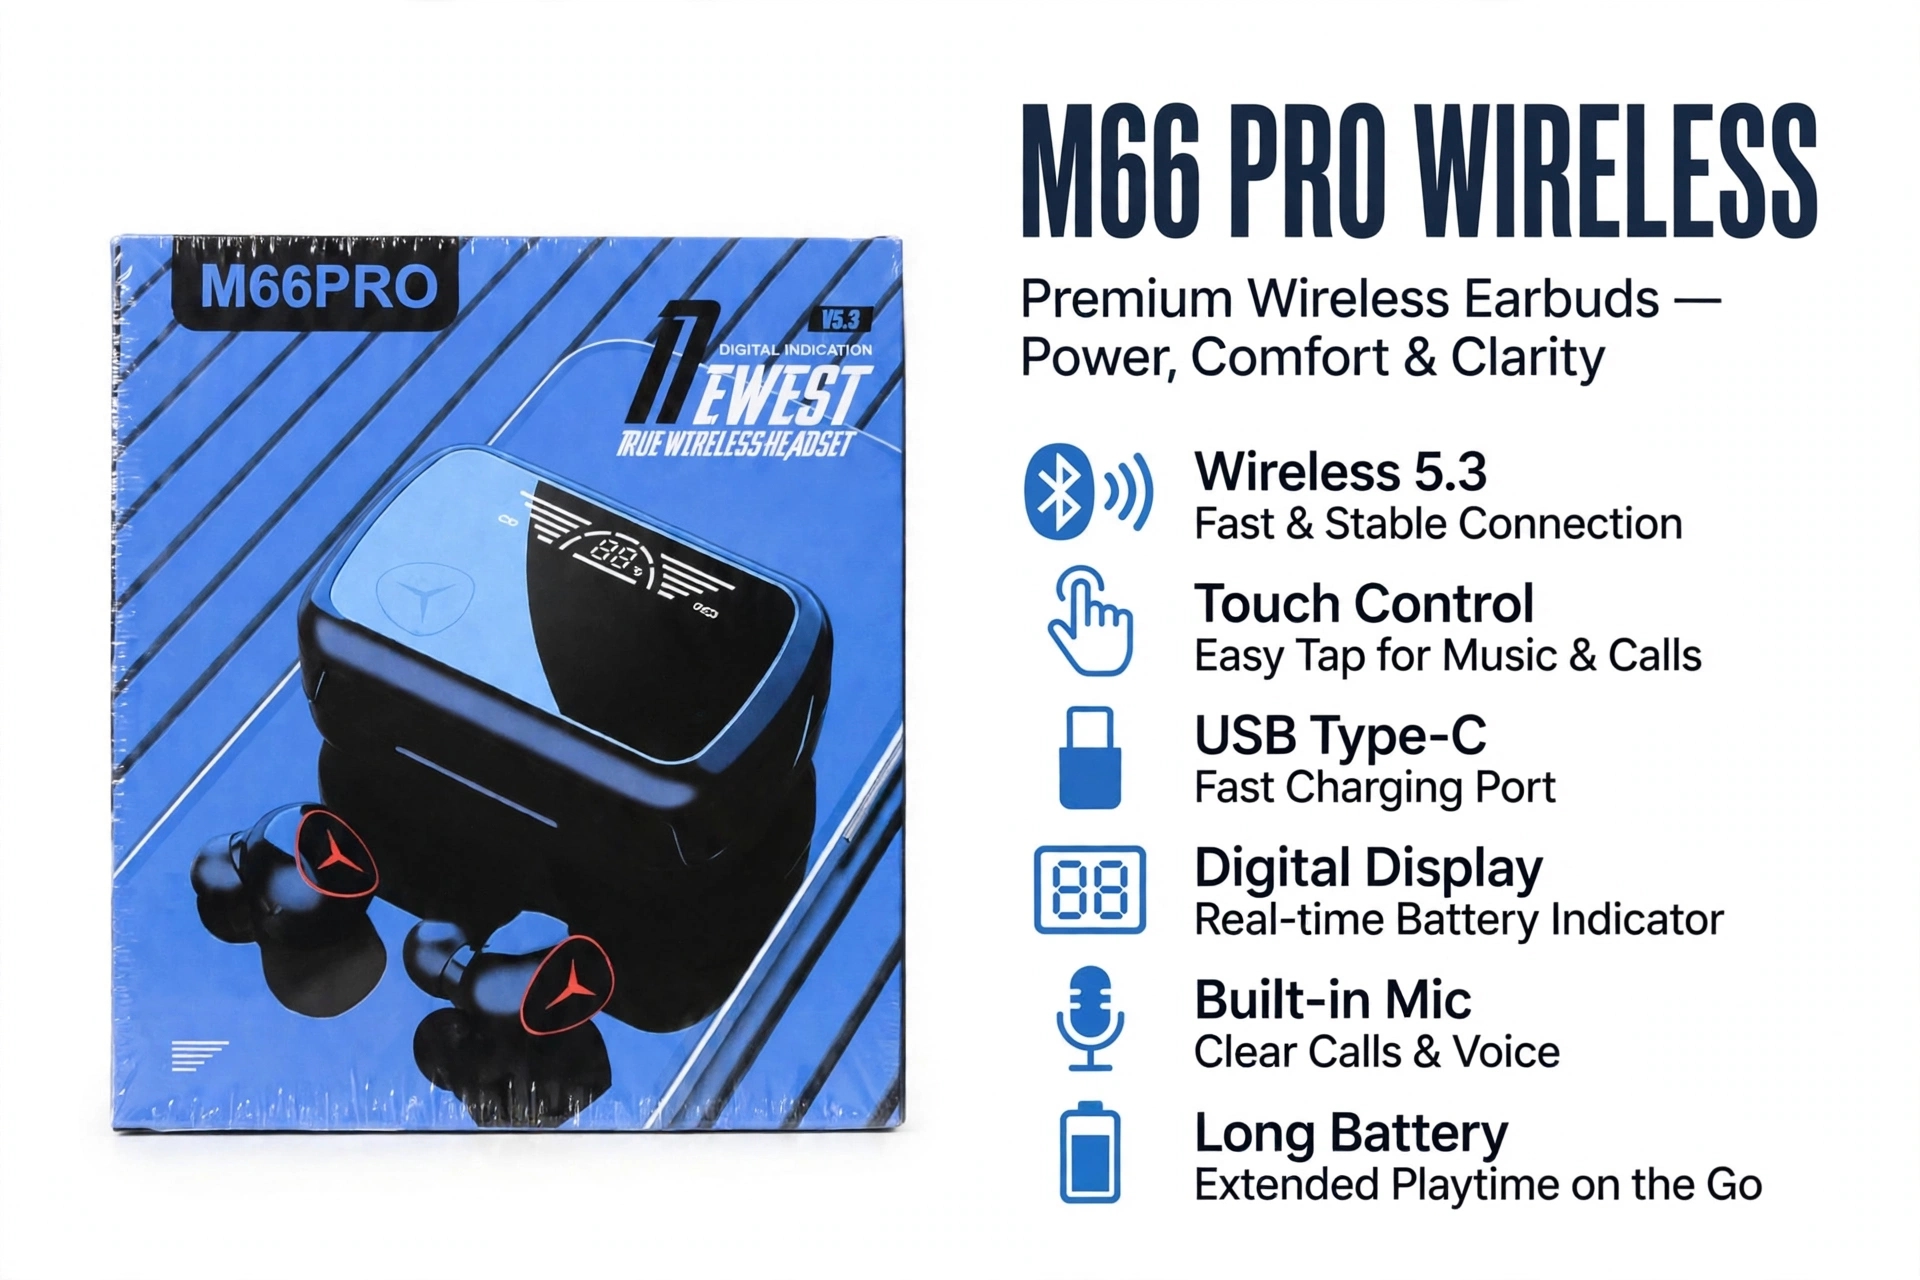 M66PRO
V5.3
DIGITAL INDICATION
NEWEST
TRUE WIRELESS HEADSET
88
M66 PRO WIRELESS
Premium Wireless Earbuds —
Power, Comfort & Clarity
Wireless 5.3
Fast & Stable Connection
Touch Control
Easy Tap for Music & Calls
USB Type-C
Fast Charging Port
88
Digital Display
Real-time Battery Indicator
Built-in Mic
Clear Calls & Voice
Long Battery
Extended Playtime on the Go